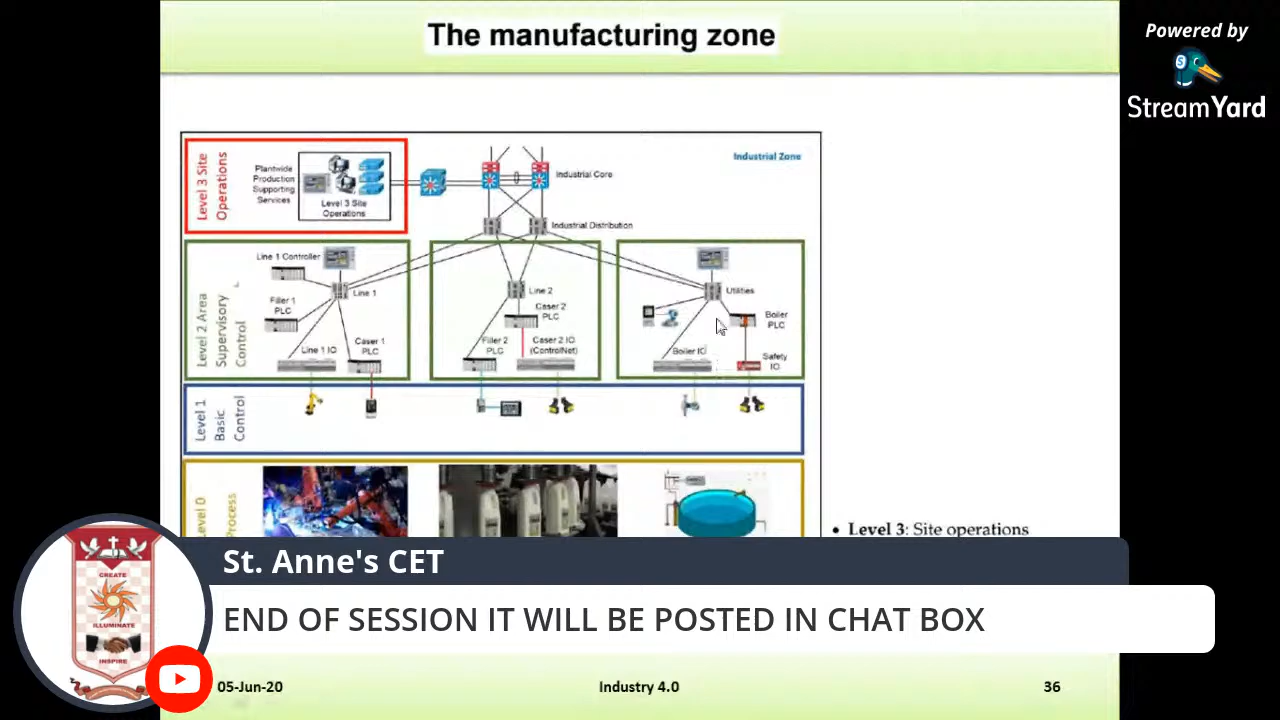 The manufacturing zone
Powered by
StreamYard
Level 3 Site
Operations
Plantwide
Production
Supporting
Services
Level 3 Site
Operations
Industrial Zone
Industrial Core
Industrial Distribution
Level 2 Area
Supervisory
Control
Line 1 Controller
Line 1
Filler 1
PLC
Line 1 IO
Caser 1
PLC
Line 2
Caser 2
PLC
Filler 2
PLC
Caser 2 IO
(ControlNet)
Utilities
Boiler
PLC
Boiler IO
Safety
IO
Level 1
Basic
Control
Level 0
Process
• Level 3: Site operations
St. Anne's CET
END OF SESSION IT WILL BE POSTED IN CHAT BOX
CREATE
ILLUMINATE
INSPIRE
05-Jun-20
Industry 4.0
36